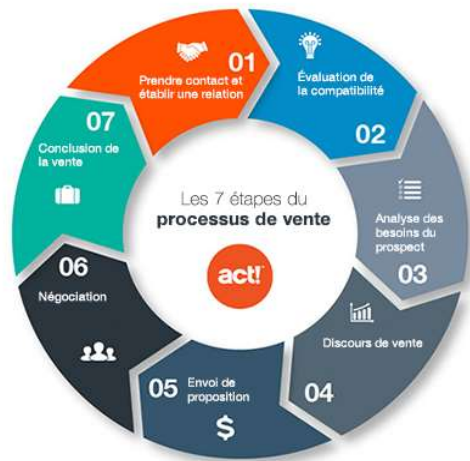 Les 7 étapes du
processus de vente
act!
01
Prendre contact et
établir une relation
Évaluation de
la compatibilité
02
Analyse des
besoins du
prospect
03
Discours de vente
04
05
Envoi de
proposition
$
06
Négociation
07
Conclusion de
la vente